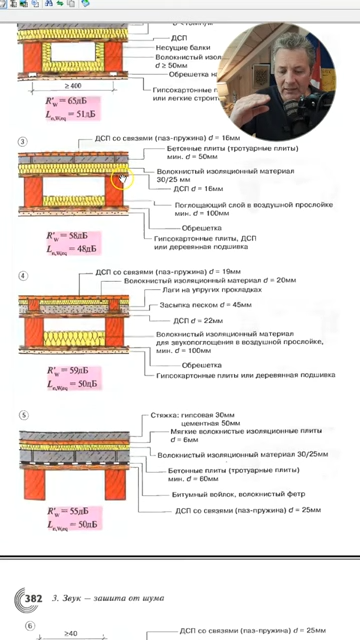 ДСП
Несущие балки
Волокнистый изо
d ≥ 50мм
Обрешетка на
≥ 400
Гипсокартонные п
или легкие строит
R'w = 65дБ
Ln,w,eq = 51дБ
3
ДСП со связями (паз-пружина) d = 16мм
Бетонные плиты (тротуарные плиты)
мин. d = 50мм
Волокнистый изоляционный материал
30/25 мм
ДСП d = 16мм
Поглощающий слой в воздушной прослойке
мин. d = 100мм
Обрешетка
Гипсокартонные плиты, ДСП
или деревянная подшивка
R'w = 58дБ
Ln,w,eq = 48дБ
4
ДСП со связями (паз-пружина) d = 19мм
Волокнистый изоляционный материал d = 20мм
Лаги на упругих прокладках
Засыпка песком d = 45мм
ДСП d = 22мм
Волокнистый изоляционный материал
для звукопоглощения в воздушной прослойке,
мин. d = 100мм
Обрешетка
Гипсокартонные плиты или деревянная подшивка
R'w = 59дБ
Ln,w,eq = 50дБ
5
Стяжка: гипсовая 30мм
цементная 50мм
Мягкие волокнистые изоляционные плиты
d = 6мм
Волокнистый изоляционный материал 30/25мм
Бетонные плиты (тротуарные плиты)
мин. d = 60мм
Битумный войлок, волокнистый фетр
ДСП со связями (паз-пружина) d = 25мм
R'w = 55дБ
Ln,w,eq = 50дБ
382 3. Звук — защита от шума
6
≥40
ДСП со связями (паз-пружина) d = 25мм